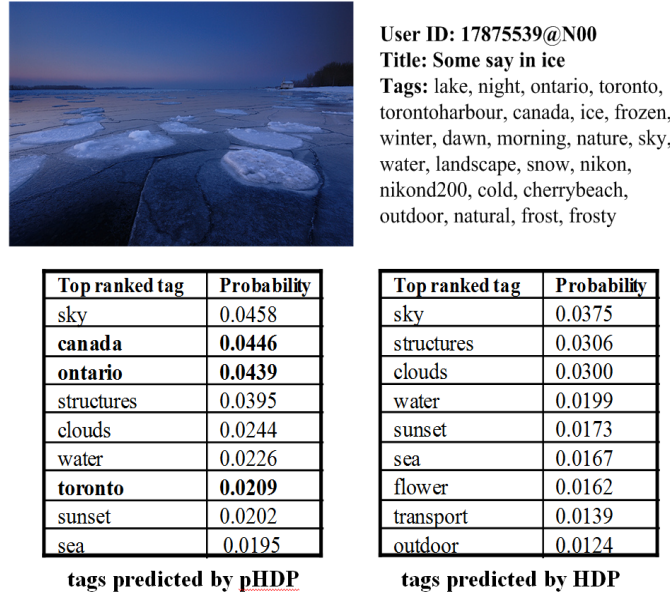 User ID: 17875539@N00
Title: Some say in ice
Tags: lake, night, ontario, toronto,
torontoharbour, canada, ice, frozen,
winter, dawn, morning, nature, sky,
water, landscape, snow, nikon,
nikond200, cold, cherrybeach,
outdoor, natural, frost, frosty
Top ranked tag Probability
sky 0.0458
canada 0.0446
ontario 0.0439
structures 0.0395
clouds 0.0244
water 0.0226
toronto 0.0209
sunset 0.0202
sea 0.0195
tags predicted by pHDP
Top ranked tag Probability
sky 0.0375
structures 0.0306
clouds 0.0300
water 0.0199
sunset 0.0173
sea 0.0167
flower 0.0162
transport 0.0139
outdoor 0.0124
tags predicted by HDP